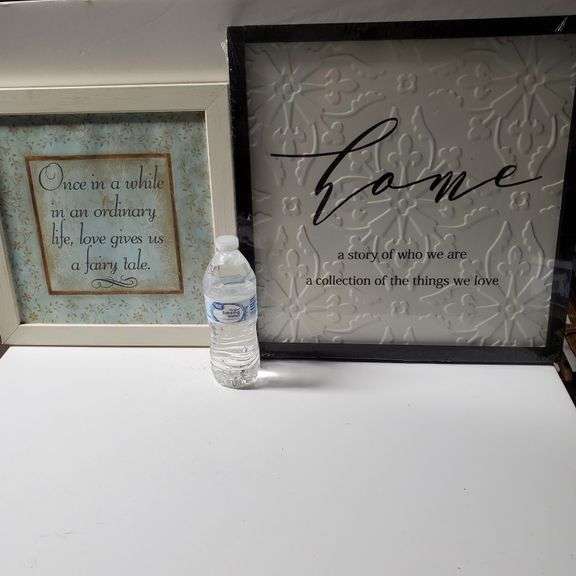 Once in a while
in an ordinary
life, love gives us
a fairy tale.
home
a story of who we are
a collection of the things we love